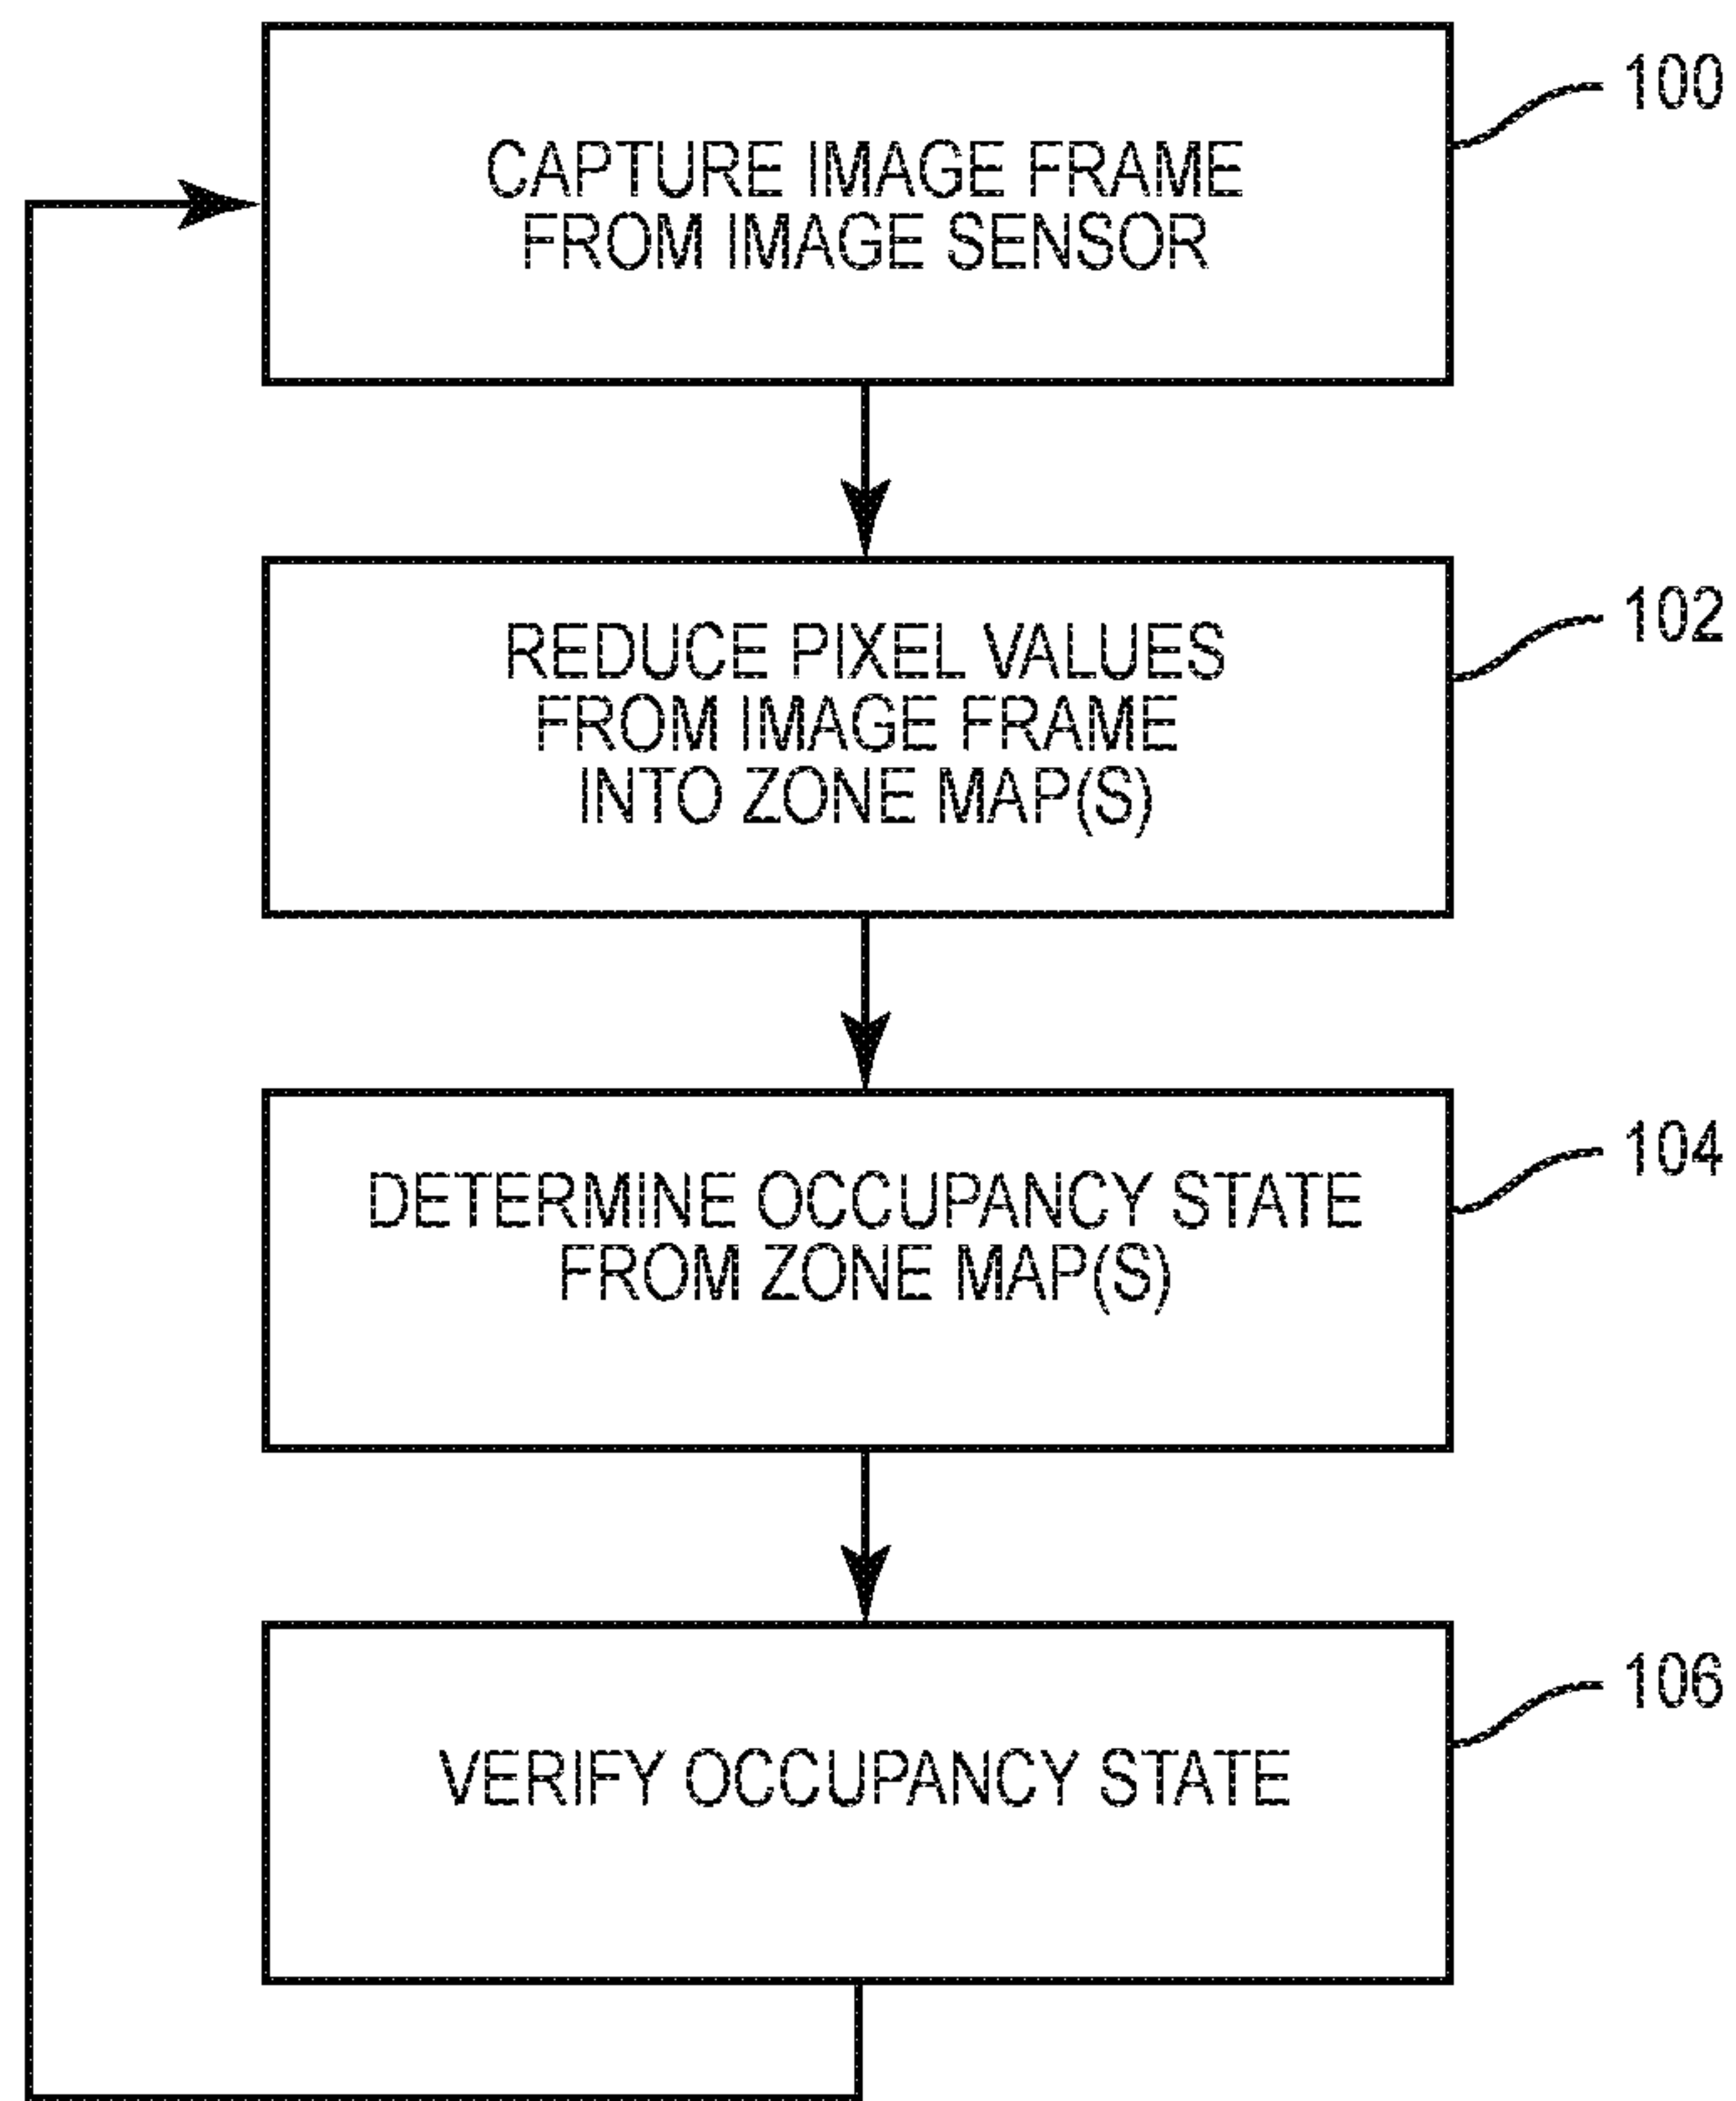 100
CAPTURE IMAGE FRAME
FROM IMAGE SENSOR
102
REDUCE PIXEL VALUES
FROM IMAGE FRAME
INTO ZONE MAP(S)
104
DETERMINE OCCUPANCY STATE
FROM ZONE MAP(S)
106
VERIFY OCCUPANCY STATE